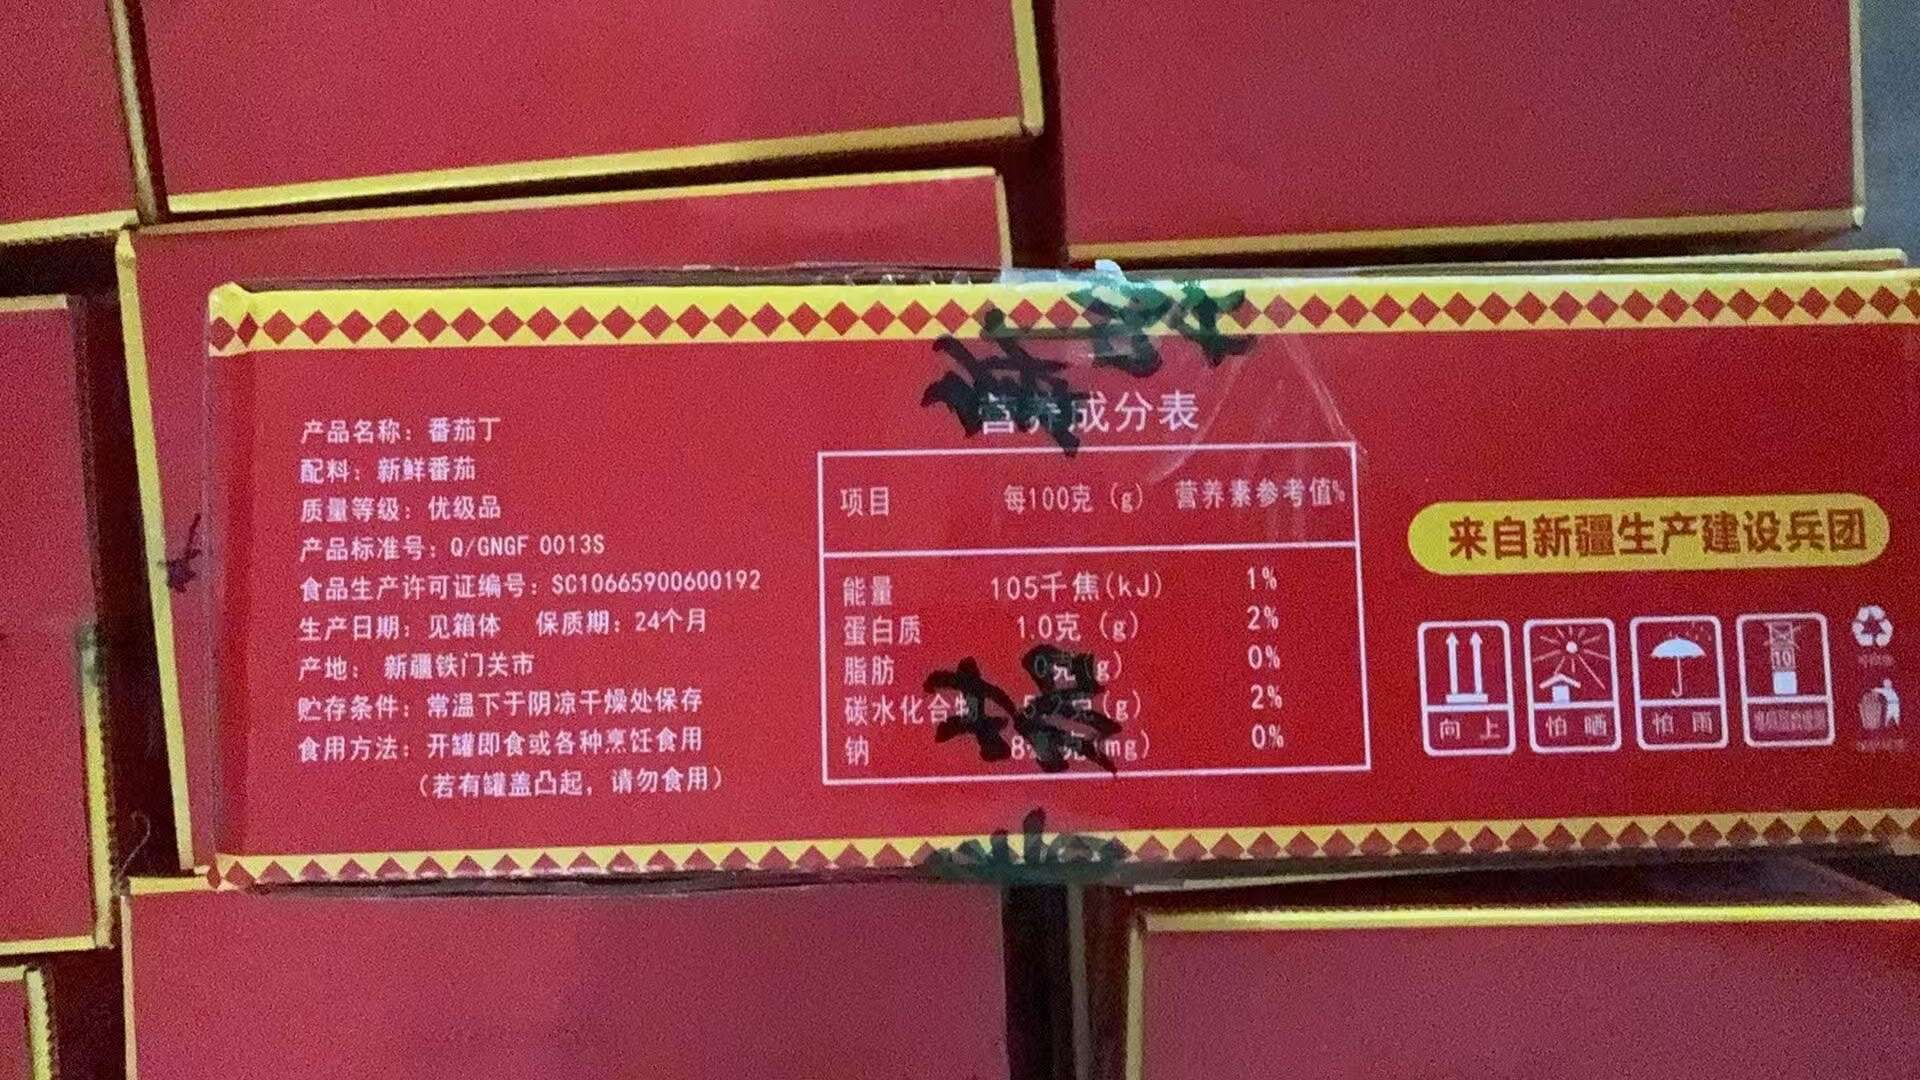 产品名称：番茄丁
配料：新鲜番茄
质量等级：优级品
产品标准号：Q/GNGF 0013S
食品生产许可证编号：SC10665900600192
生产日期：见箱体 保质期：24个月
产地： 新疆铁门关市
贮存条件：常温下于阴凉干燥处保存
食用方法：开罐即食或各种烹饪食用
（若有罐盖凸起，请勿食用）
营养成分表
项目 每100克（g） 营养素参考值%
能量 105千焦(kJ) 1%
蛋白质 1.0克（g） 2%
脂肪 0克(g) 0%
碳水化合物 5.2克(g) 2%
钠 (mg) 0%
来自新疆生产建设兵团
向上 怕晒 怕雨
10